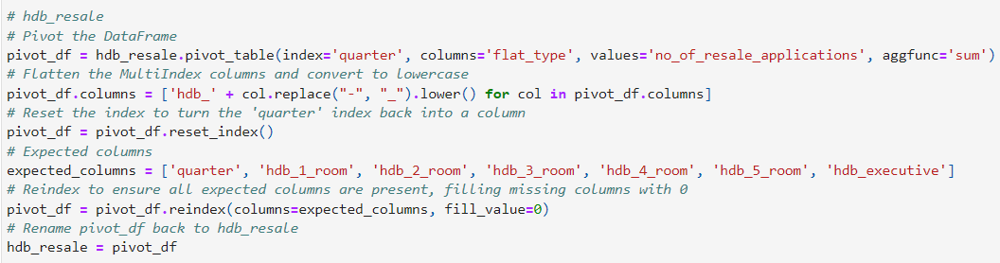 # hdb_resale
# Pivot the DataFrame
pivot_df = hdb_resale.pivot_table(index='quarter', columns='flat_type', values='no_of_resale_applications', aggfunc='sum')
# Flatten the MultiIndex columns and convert to lowercase
pivot_df.columns = ['hdb_' + col.replace("-", "_").lower() for col in pivot_df.columns]
# Reset the index to turn the 'quarter' index back into a column
pivot_df = pivot_df.reset_index()
# Expected columns
expected_columns = ['quarter', 'hdb_1_room', 'hdb_2_room', 'hdb_3_room', 'hdb_4_room', 'hdb_5_room', 'hdb_executive']
# Reindex to ensure all expected columns are present, filling missing columns with 0
pivot_df = pivot_df.reindex(columns=expected_columns, fill_value=0)
# Rename pivot_df back to hdb_resale
hdb_resale = pivot_df